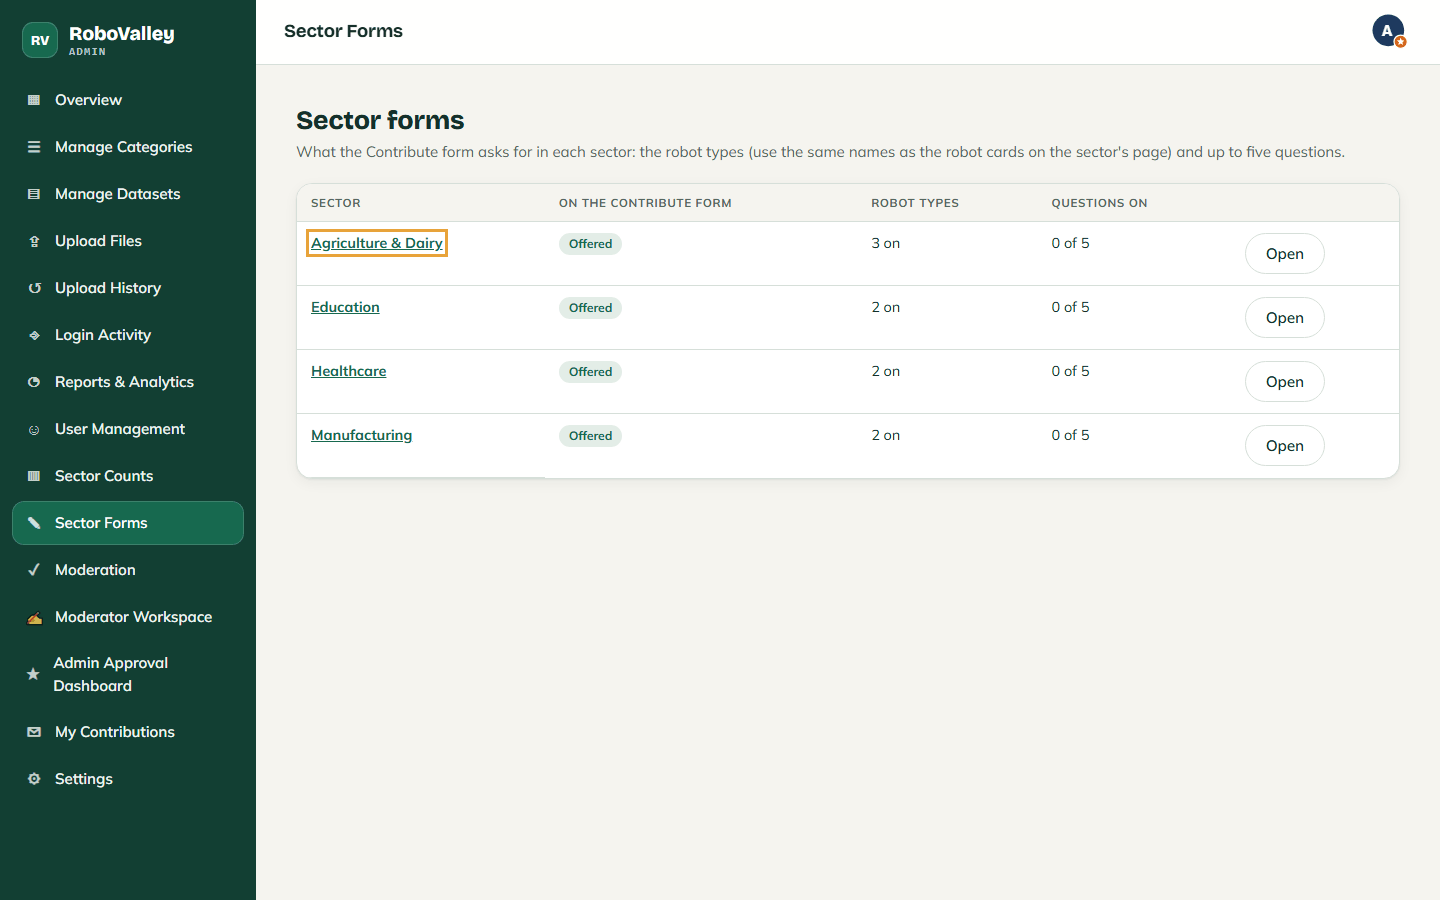 RV
RoboValley
ADMIN
Overview
Manage Categories
Manage Datasets
Upload Files
Upload History
Login Activity
Reports & Analytics
User Management
Sector Counts
Sector Forms
Moderation
Moderator Workspace
Admin Approval
Dashboard
My Contributions
Settings
Sector Forms
A
Sector forms
What the Contribute form asks for in each sector: the robot types (use the same names as the robot cards on the sector's page) and up to five questions.
SECTOR ON THE CONTRIBUTE FORM ROBOT TYPES QUESTIONS ON
Agriculture & Dairy Offered 3 on 0 of 5 Open
Education Offered 2 on 0 of 5 Open
Healthcare Offered 2 on 0 of 5 Open
Manufacturing Offered 2 on 0 of 5 Open